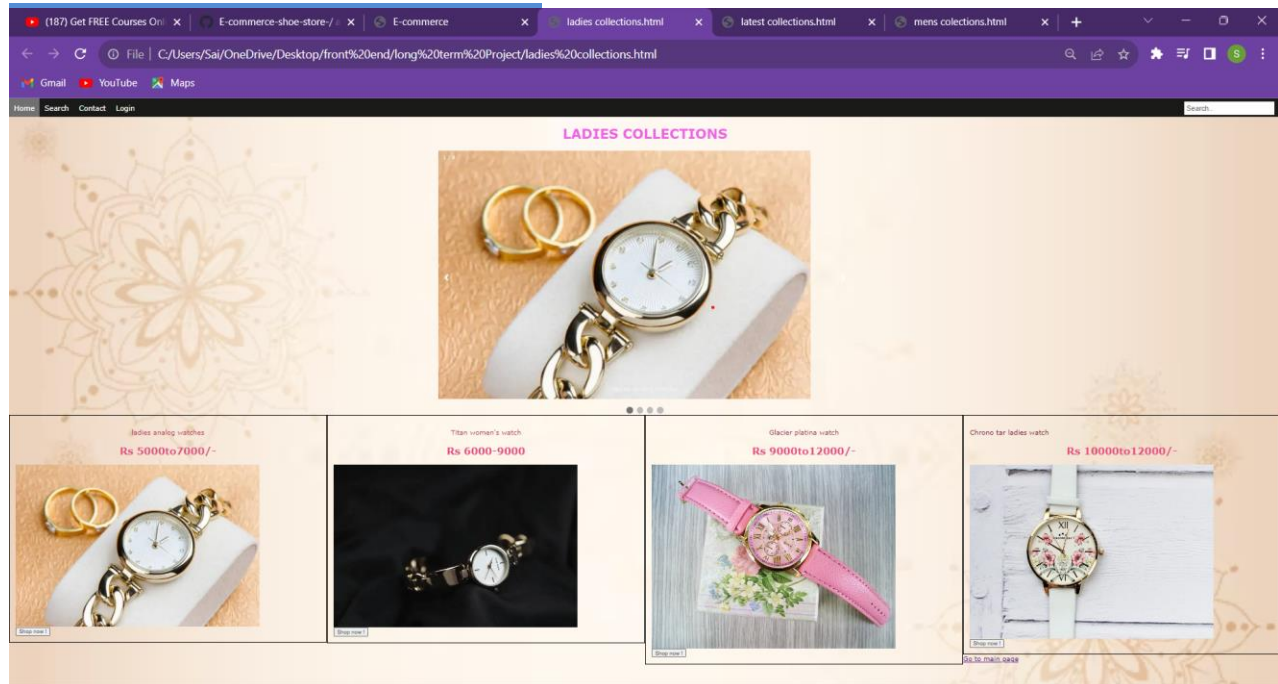 (187) Get FREE Courses Onl
E-commerce-shoe-store-/
E-commerce
ladies collections.html
latest collections.html
mens colections.html
File | C:/Users/Sai/OneDrive/Desktop/front%20end/long%20term%20Project/ladies%20collections.html
S
Gmail YouTube Maps
Home Search Contact Login
Search..
LADIES COLLECTIONS
ladies analog watches
Rs 5000to7000/-
Shop now !
Titan women's watch
Rs 6000-9000
Shop now !
Glacier platina watch
Rs 9000to12000/-
Shop now !
Chrono tar ladies watch
Rs 10000to12000/-
XII
Shop now !
Go to main page